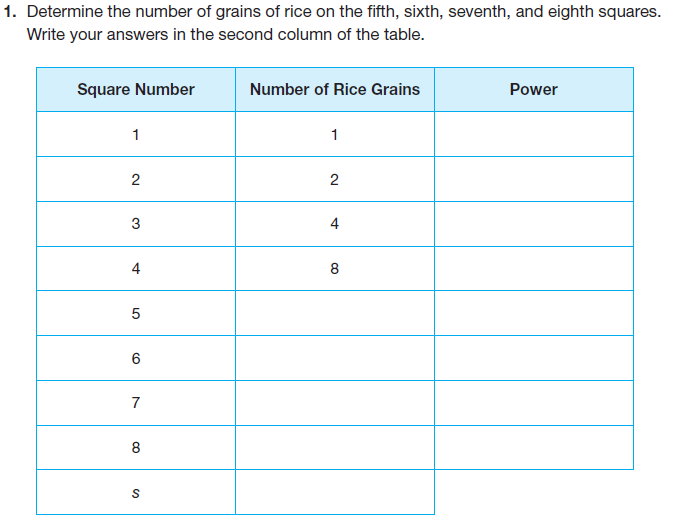 1. Determine the number of grains of rice on the fifth, sixth, seventh, and eighth squares.
Write your answers in the second column of the table.
Square Number Number of Rice Grains Power
1 1
2 2
3 4
4 8
5
6
7
8
s